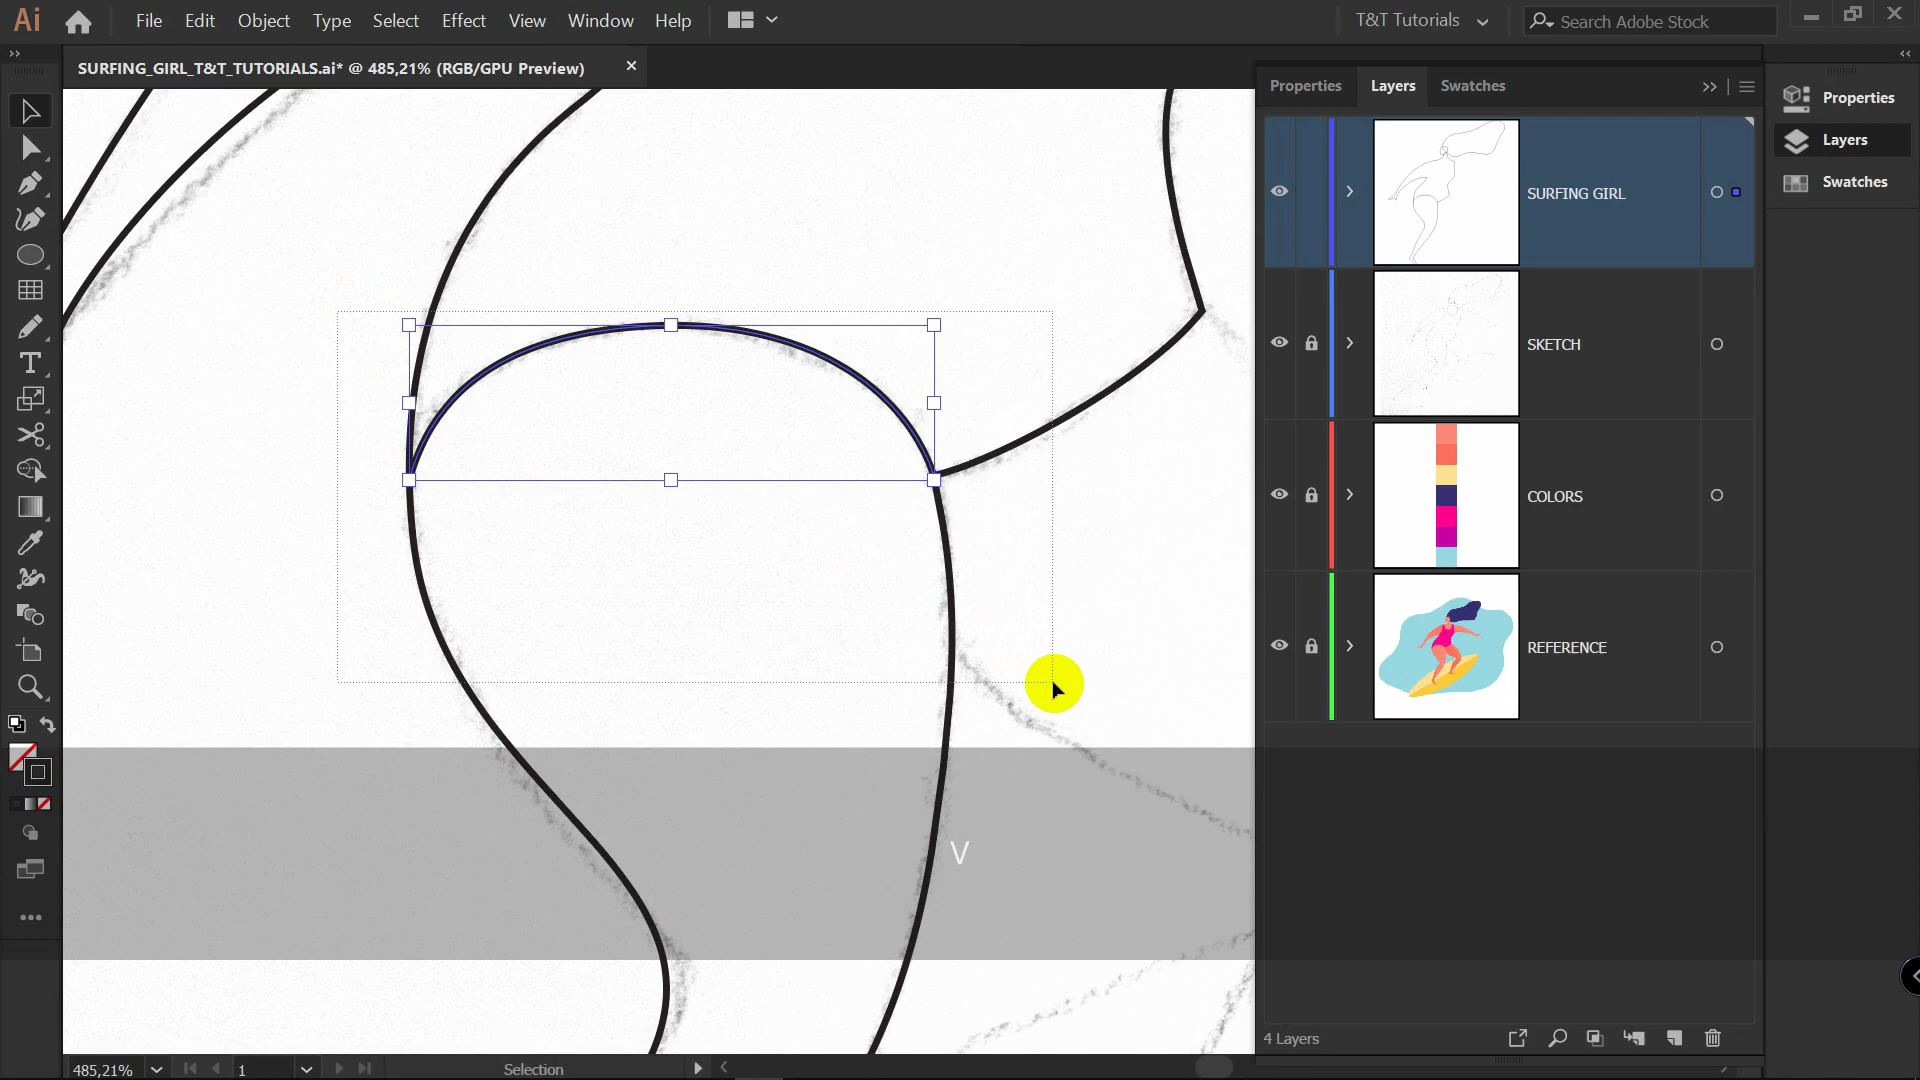 Ai File Edit Object Type Select Effect View Window Help T&T Tutorials Search Adobe Stock
SURFING_GIRL_T&T_TUTORIALS.ai* @ 485,21% (RGB/GPU Preview)
Properties Layers Swatches
Properties
Layers
Swatches
SURFING GIRL
SKETCH
COLORS
REFERENCE
V
4 Layers
485,21% 1 Selection